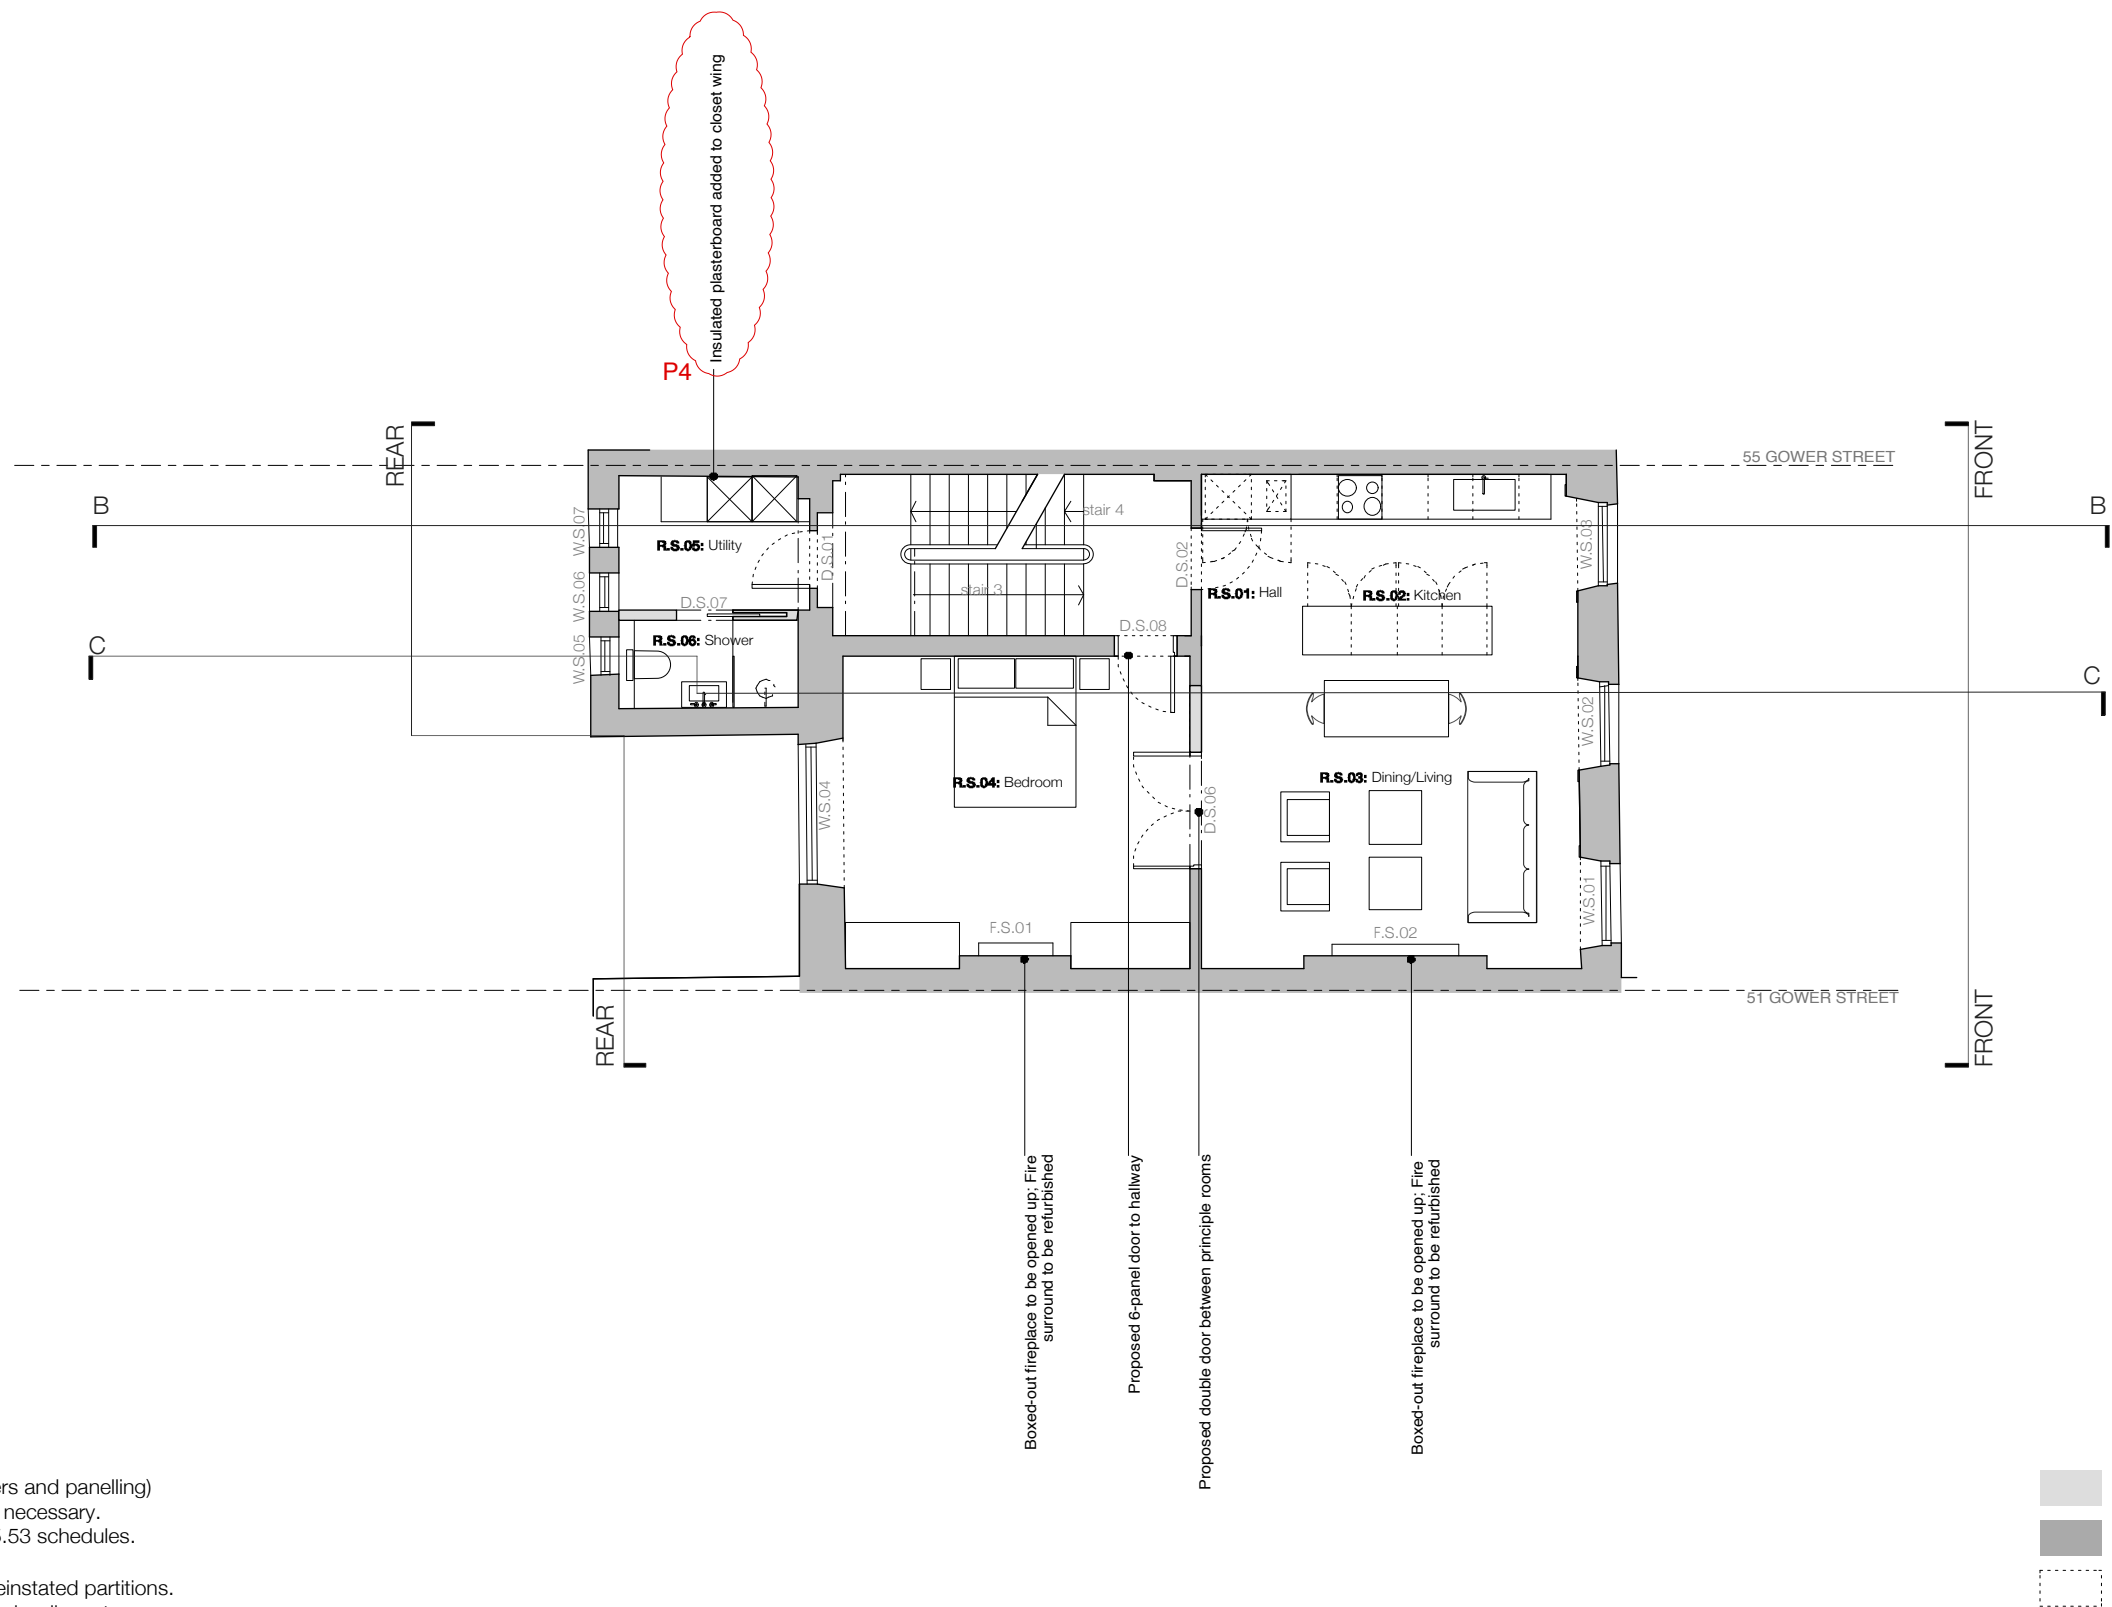 Insulated plasterboard added to closet wing
P4
REAR
FRONT
55 GOWER STREET
B
B
W.S07
R.S.05: Utility
D.S.01
stair 4
D.S.02
W.S.03
W.S.06
D.S.07
stair 3
R.S.01: Hall
R.S.02: Kitchen
D.S.08
R.S.06: Shower
W.S.05
C
C
W.S.02
R.S.04: Bedroom
R.S.03: Dining/Living
W.S.04
D.S.06
W.S.01
F.S.01
F.S.02
51 GOWER STREET
REAR
FRONT
Boxed-out fireplace to be opened up; Fire
surround to be refurbished
Proposed 6-panel door to hallway
Proposed double door between principle rooms
Boxed-out fireplace to be opened up; Fire
surround to be refurbished
rs and panelling)
necessary.
.53 schedules.
einstated partitions.